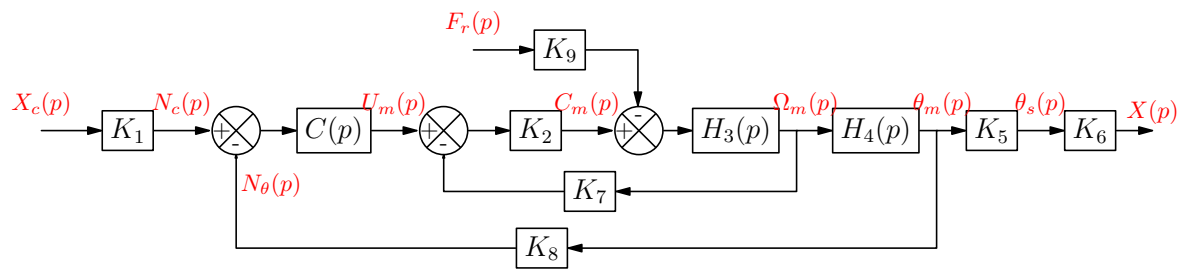 F_r(p)
K_9
X_c(p) N_c(p) U_m(p) C_m(p) - Ω_m(p) θ_m(p) θ_s(p) X(p)
K_1 + C(p) + K_2 + H_3(p) H_4(p) K_5 K_6
- -
N_θ(p) K_7
K_8